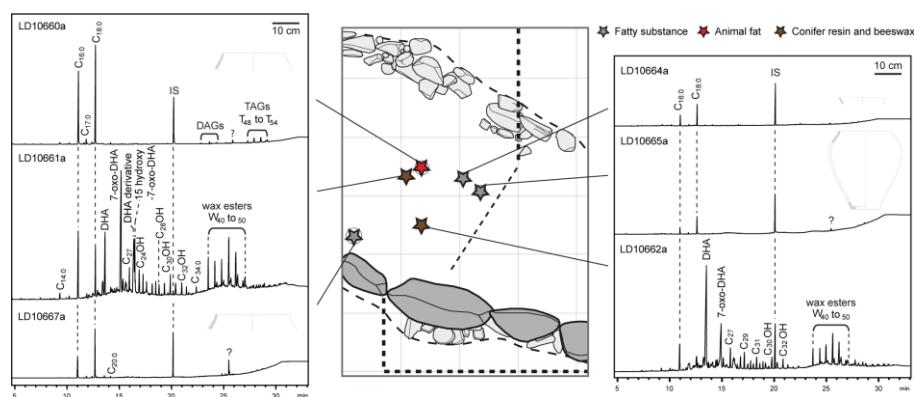 LD10660a
C16:0
C17:0
C18:0
IS
DAGs
?
TAGs
T48 to T54
10 cm
LD10661a
C14:0
DHA
7-oxo-DHA
C27
DHA derivative
15 hydroxy
-7-oxo-DHA
C24OH
C28OH
C30OH
C32OH
C34:0
wax esters
W40 to 50
LD10667a
C20:0
?
5 10 15 20 25 30 min
Fatty substance
Animal fat
Conifer resin and beeswax
10 cm
LD10664a
C16:0
C18:0
IS
LD10665a
?
LD10662a
DHA
7-oxo-DHA
C27
C29
C31
C30 OH
C32 OH
wax esters
W40 to 50
5 10 15 20 25 30 min